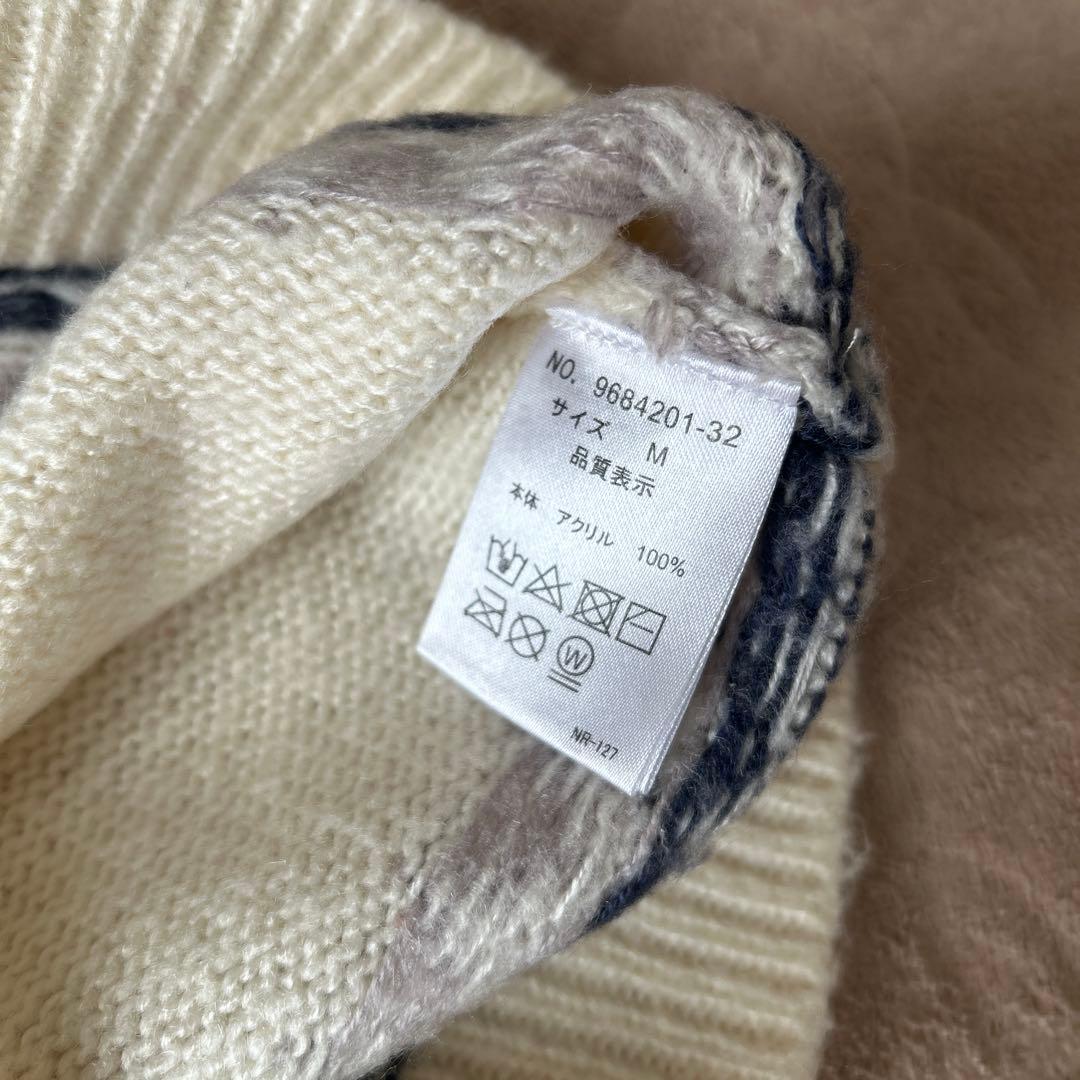 NO. 9684201-32
サイズ M
品質表示
本体 アクリル 100%
W
NR-127